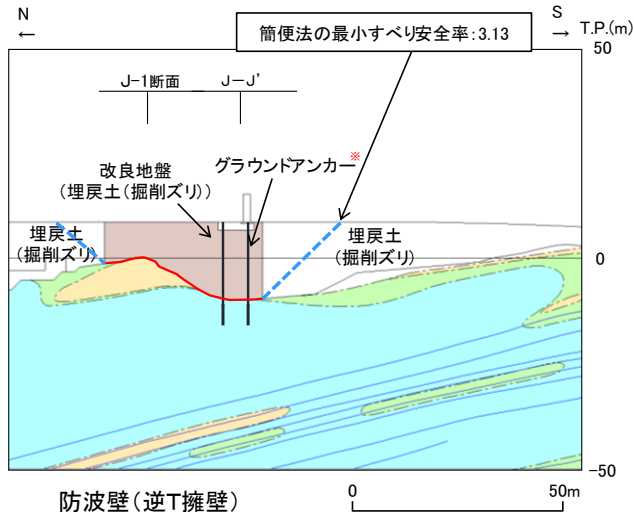 N
←
S
→
T.P.(m)
50
簡便法の最小すべり安全率:3.13
J-1断面
J-J'
グラウンドアンカー※
改良地盤
(埋戻土(掘削ズリ))
埋戻土
(掘削ズリ)
埋戻土
(掘削ズリ)
0
-50
防波壁(逆T擁壁)
0
50m